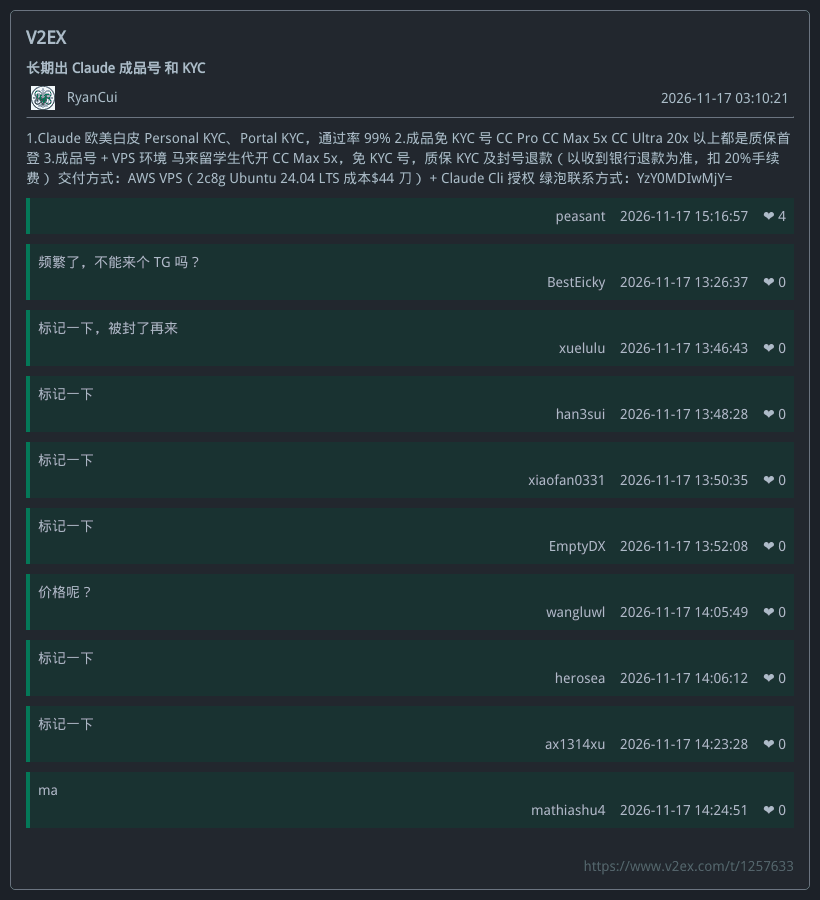 V2EX
长期出 Claude 成品号 和 KYC
RyanCui 2026-11-17 03:10:21
1.Claude 欧美白皮 Personal KYC、Portal KYC，通过率 99% 2.成品免 KYC 号 CC Pro CC Max 5x CC Ultra 20x 以上都是质保首
登 3.成品号 + VPS 环境 马来留学生代开 CC Max 5x，免 KYC 号，质保 KYC 及封号退款（ 以收到银行退款为准，扣 20%手续
费 ） 交付方式：AWS VPS（ 2c8g Ubuntu 24.04 LTS 成本$44 刀 ）+ Claude Cli 授权 绿泡联系方式：YzY0MDIwMjY=
peasant 2026-11-17 15:16:57 ❤ 4
频繁了，不能来个 TG 吗？
BestEicky 2026-11-17 13:26:37 ❤ 0
标记一下，被封了再来
xuelulu 2026-11-17 13:46:43 ❤ 0
标记一下
han3sui 2026-11-17 13:48:28 ❤ 0
标记一下
xiaofan0331 2026-11-17 13:50:35 ❤ 0
标记一下
EmptyDX 2026-11-17 13:52:08 ❤ 0
价格呢？
wangluwl 2026-11-17 14:05:49 ❤ 0
标记一下
herosea 2026-11-17 14:06:12 ❤ 0
标记一下
ax1314xu 2026-11-17 14:23:28 ❤ 0
ma
mathiashu4 2026-11-17 14:24:51 ❤ 0
https://www.v2ex.com/t/1257633